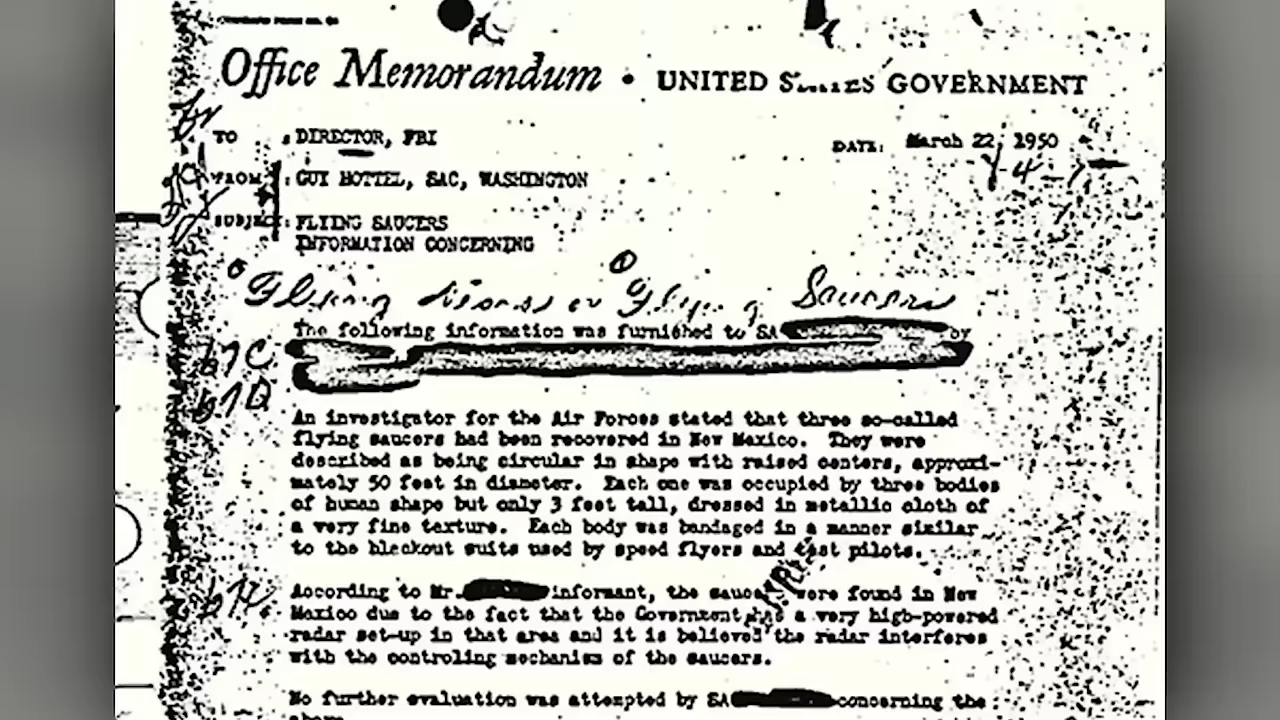 Office Memorandum • UNITED STATES GOVERNMENT
TO : DIRECTOR, FBI DATE: March 22, 1950
FROM : GUY HOTTEL, SAC, WASHINGTON
SUBJECT: FLYING SAUCERS
INFORMATION CONCERNING
Flying Discs or Flying Saucers
The following information was furnished to SA by
b7C
b7D
An investigator for the Air Forces stated that three so-called
flying saucers had been recovered in New Mexico. They were
described as being circular in shape with raised centers, approxi-
mately 50 feet in diameter. Each one was occupied by three bodies
of human shape but only 3 feet tall, dressed in metallic cloth of
a very fine texture. Each body was bandaged in a manner similar
to the blackout suits used by speed flyers and test pilots.
According to Mr. informant, the saucers were found in New
Mexico due to the fact that the Government has a very high-powered
radar set-up in that area and it is believed the radar interferes
with the controling mechanism of the saucers.
No further evaluation was attempted by SA concerning the
above.